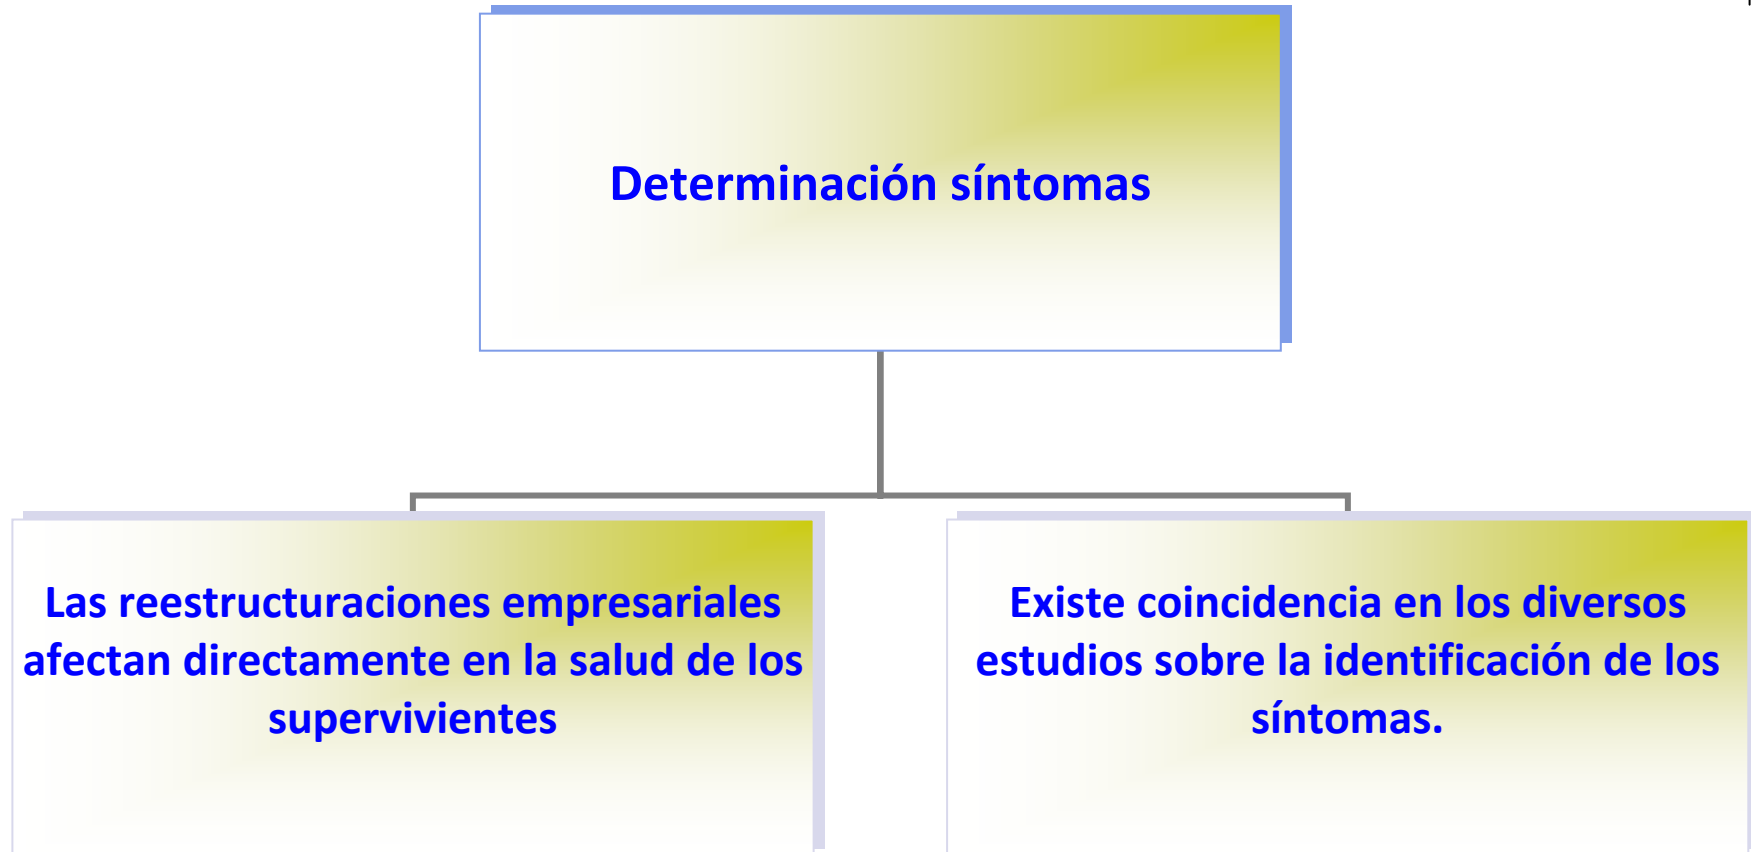 Determinación síntomas
Las reestructuraciones empresariales
afectan directamente en la salud de los
supervivientes
Existe coincidencia en los diversos
estudios sobre la identificación de los
síntomas.